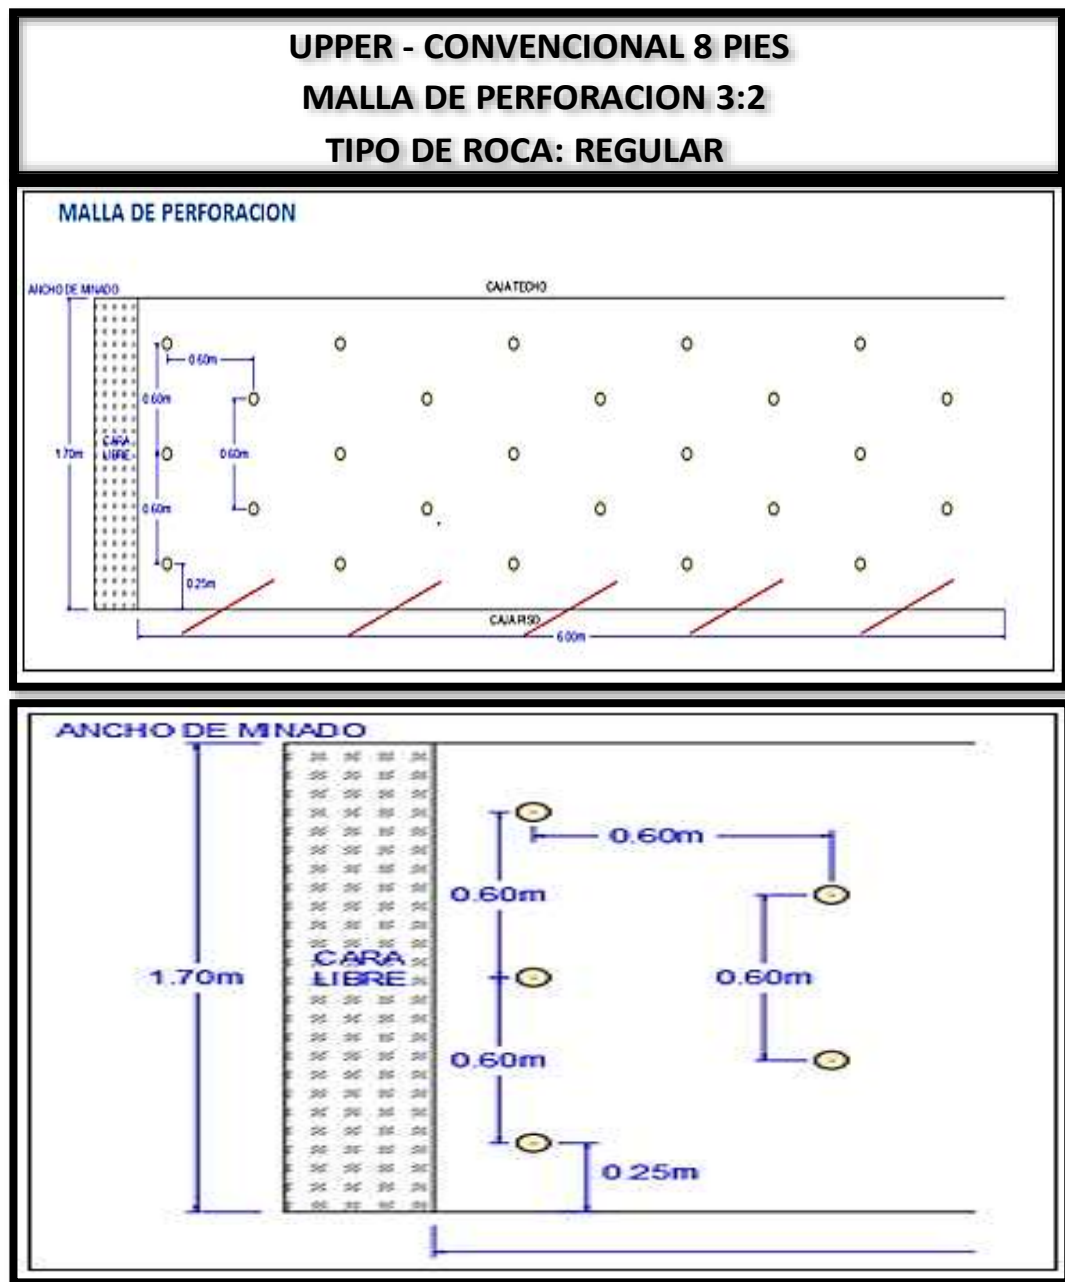 UPPER - CONVENCIONAL 8 PIES
MALLA DE PERFORACION 3:2
TIPO DE ROCA: REGULAR
MALLA DE PERFORACION
ANCHO DE MINADO
CAJA TECHO
0.60m
0.60m
CARA
LIBRE
1.70m
0.60m
0.60m
0.25m
CAJA PISO
6.00m
ANCHO DE MINADO
0.60m
0.60m
CARA
LIBRE
1.70m
0.60m
0.60m
0.25m